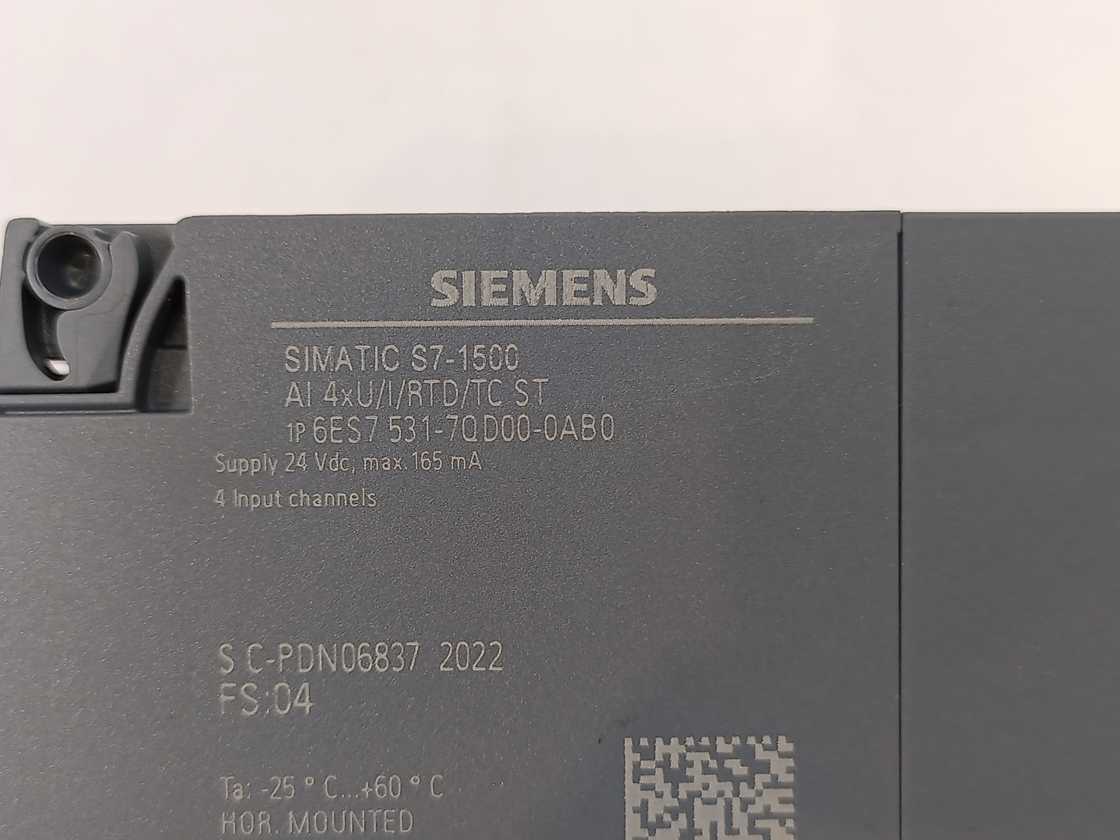 SIEMENS
SIMATIC S7-1500
AI 4xU/I/RTD/TC ST
1P 6ES7 531-7QD00-0AB0
Supply 24 Vdc, max.165 mA
4 Input channels
S C-PDN06837 2022
FS:04
Ta: -25 ° C...+60 ° C
HOR. MOUNTED